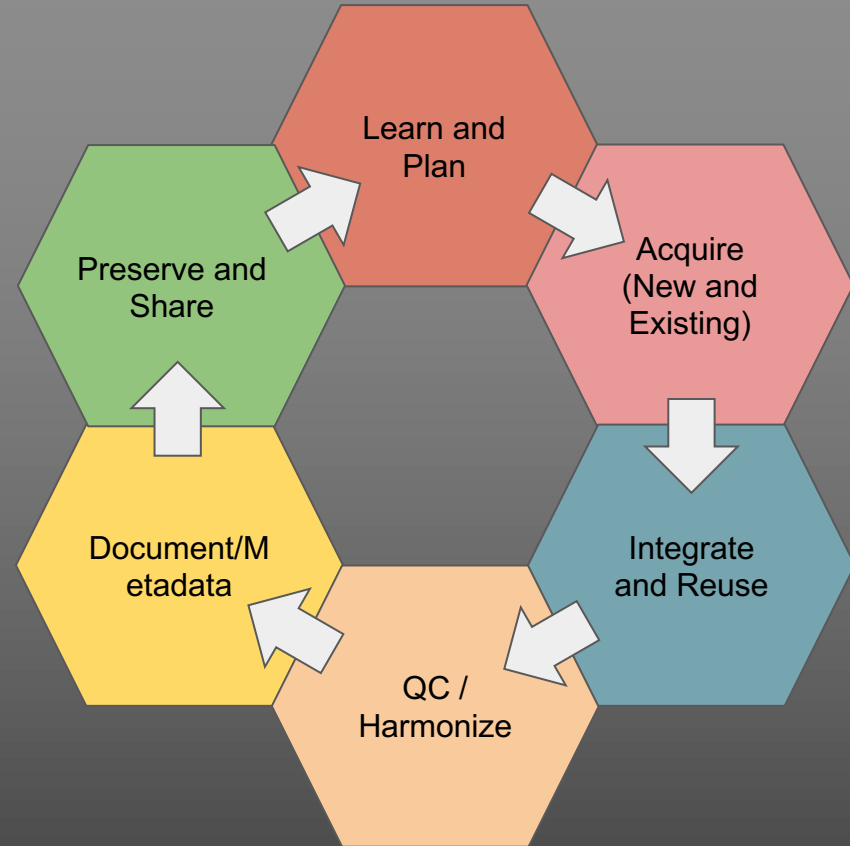 Learn and
Plan
Acquire
(New and
Existing)
Integrate
and Reuse
QC /
Harmonize
Document/M
etadata
Preserve and
Share